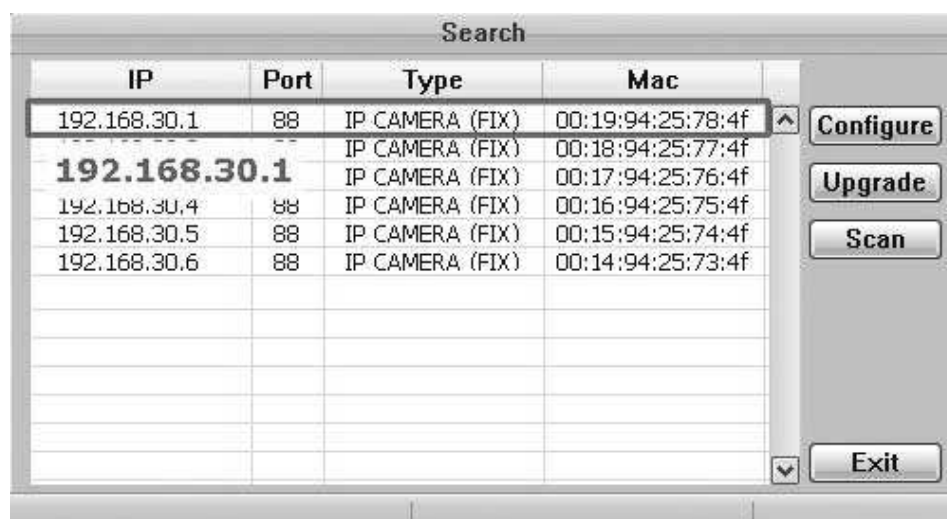 Search
IP Port Type Mac
192.168.30.1 88 IP CAMERA (FIX) 00:19:94:25:78:4f Configure
IP CAMERA (FIX) 00:18:94:25:77:4f
192.168.30.1 IP CAMERA (FIX) 00:17:94:25:76:4f Upgrade
192.168.30.4 88 IP CAMERA (FIX) 00:16:94:25:75:4f
192.168.30.5 88 IP CAMERA (FIX) 00:15:94:25:74:4f Scan
192.168.30.6 88 IP CAMERA (FIX) 00:14:94:25:73:4f
Exit